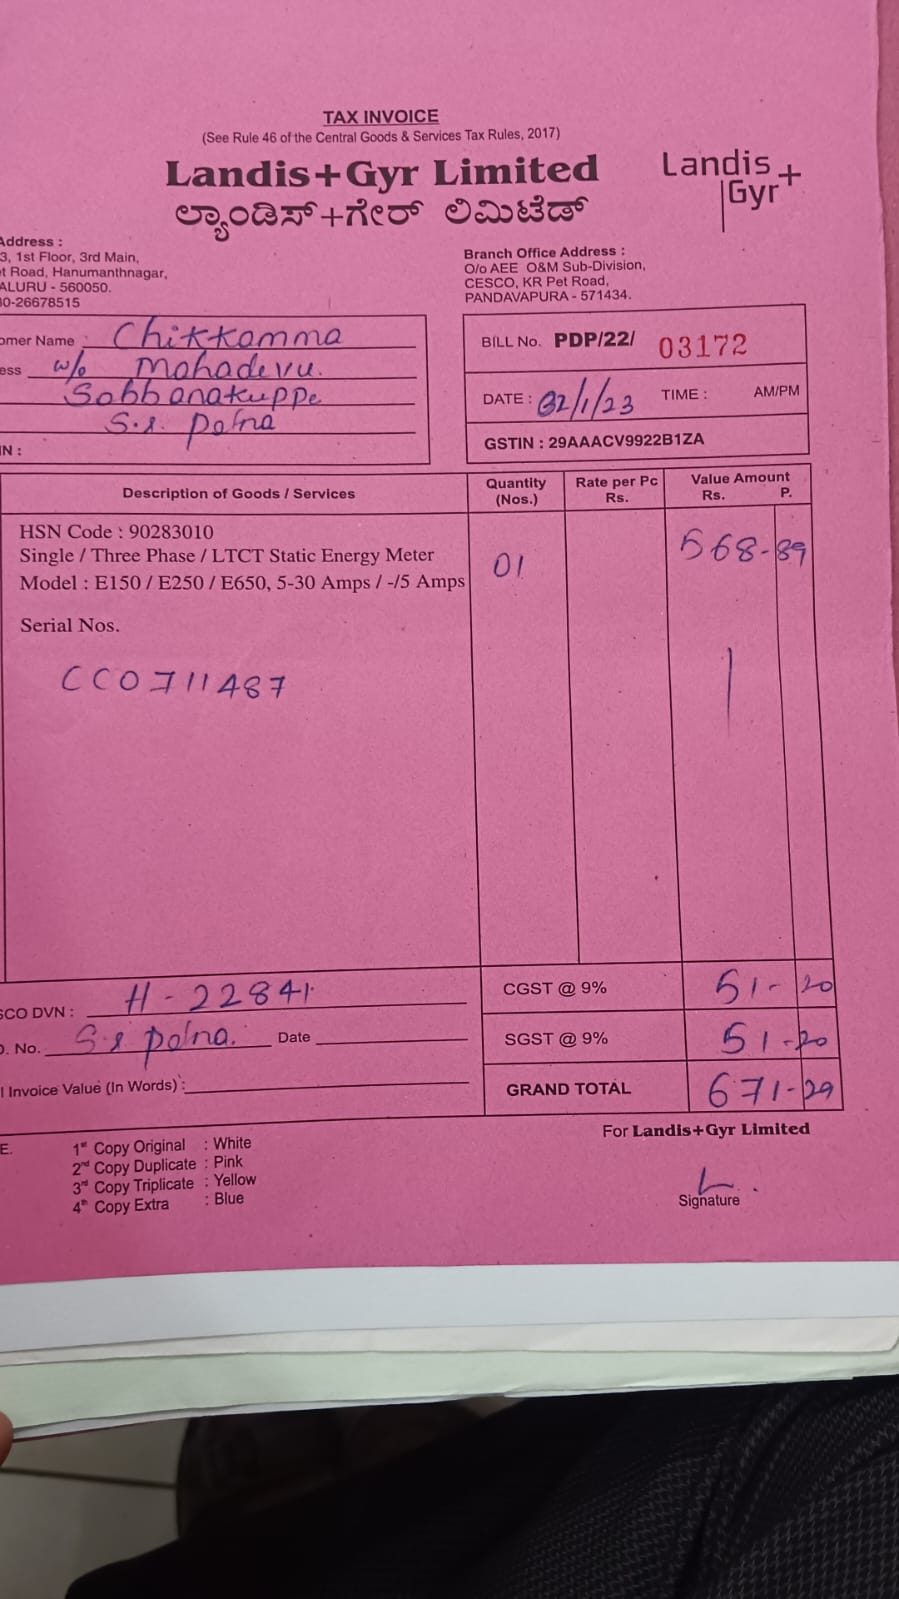 TAX INVOICE
(See Rule 46 of the Central Goods & Services Tax Rules, 2017)
Landis+Gyr Limited
ಲ್ಯಾಂಡಿಸ್+ಗೇರ್ ಲಿಮಿಟೆಡ್
Landis
Gyr+
Address :
3, 1st Floor, 3rd Main,
t Road, Hanumanthnagar,
ALURU - 560050.
0-26678515
Branch Office Address :
O/o AEE O&M Sub-Division,
CESCO, KR Pet Road,
PANDAVAPURA - 571434.
omer Name : Chikkamma
ess w/o Mahadevu.
Sabbanakuppe
S.s. patna
IN :
BILL No. PDP/22/ 03172
DATE : /1/23 TIME : AM/PM
GSTIN : 29AAACV9922B1ZA
Description of Goods / Services
Quantity (Nos.)
Rate per Pc Rs.
Value Amount Rs. P.
HSN Code : 90283010
Single / Three Phase / LTCT Static Energy Meter
Model : E150 / E250 / E650, 5-30 Amps / -/5 Amps
01
568-89
Serial Nos.
CC0711487
SCO DVN : H-22841
O. No. S.s patna. Date
l Invoice Value (In Words) :
CGST @ 9% 51-20
SGST @ 9% 51-20
GRAND TOTAL 671-29
For Landis+Gyr Limited
E. 1st Copy Original : White
2nd Copy Duplicate : Pink
3rd Copy Triplicate : Yellow
4th Copy Extra : Blue
Signature